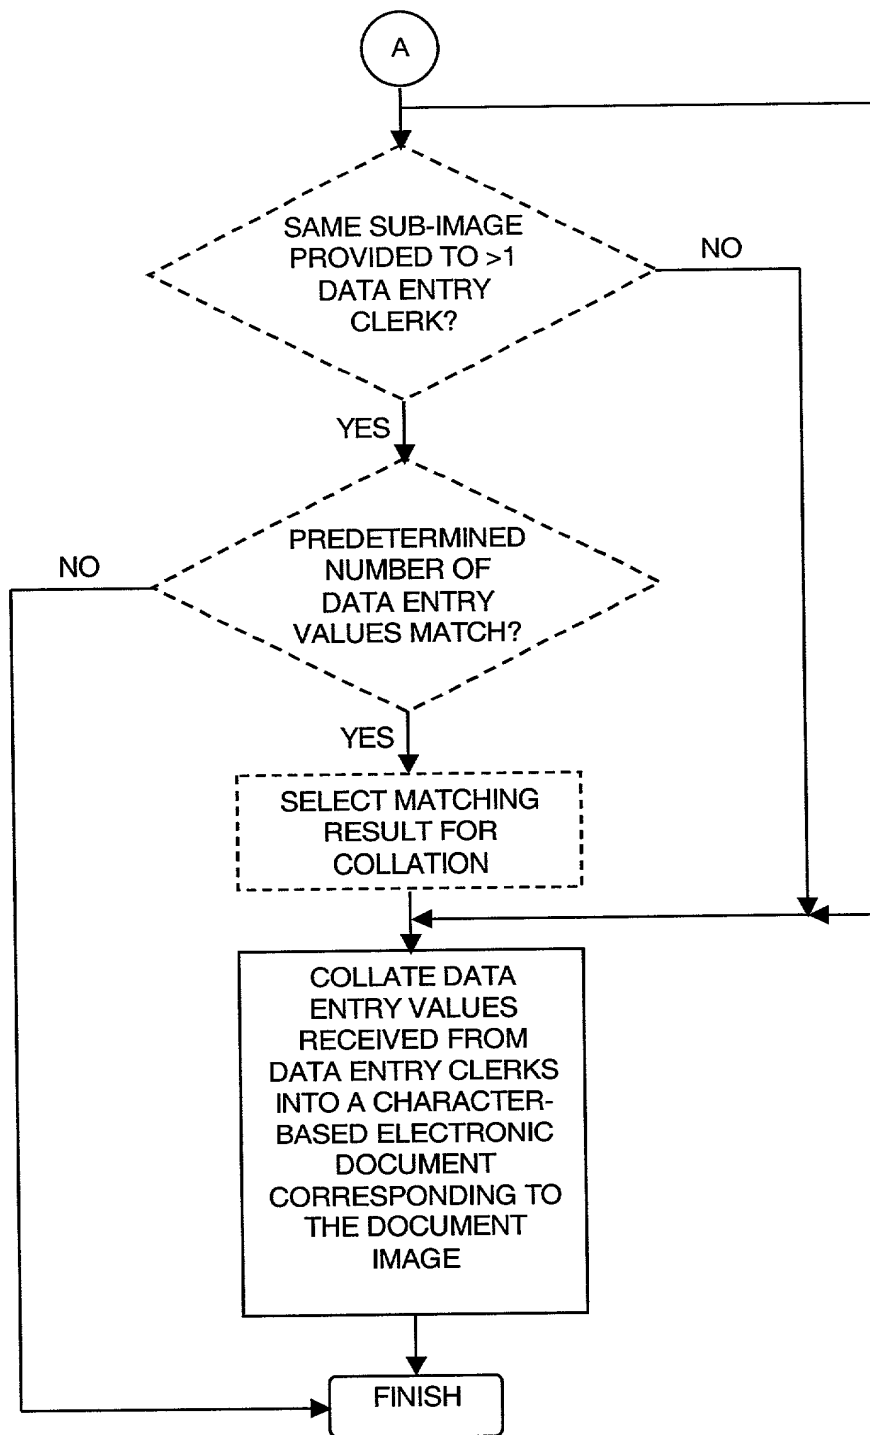 A
SAME SUB-IMAGE
PROVIDED TO >1
DATA ENTRY
CLERK?
NO
YES
PREDETERMINED
NUMBER OF
DATA ENTRY
VALUES MATCH?
NO
YES
SELECT MATCHING
RESULT FOR
COLLATION
COLLATE DATA
ENTRY VALUES
RECEIVED FROM
DATA ENTRY CLERKS
INTO A CHARACTER-
BASED ELECTRONIC
DOCUMENT
CORRESPONDING TO
THE DOCUMENT
IMAGE
FINISH